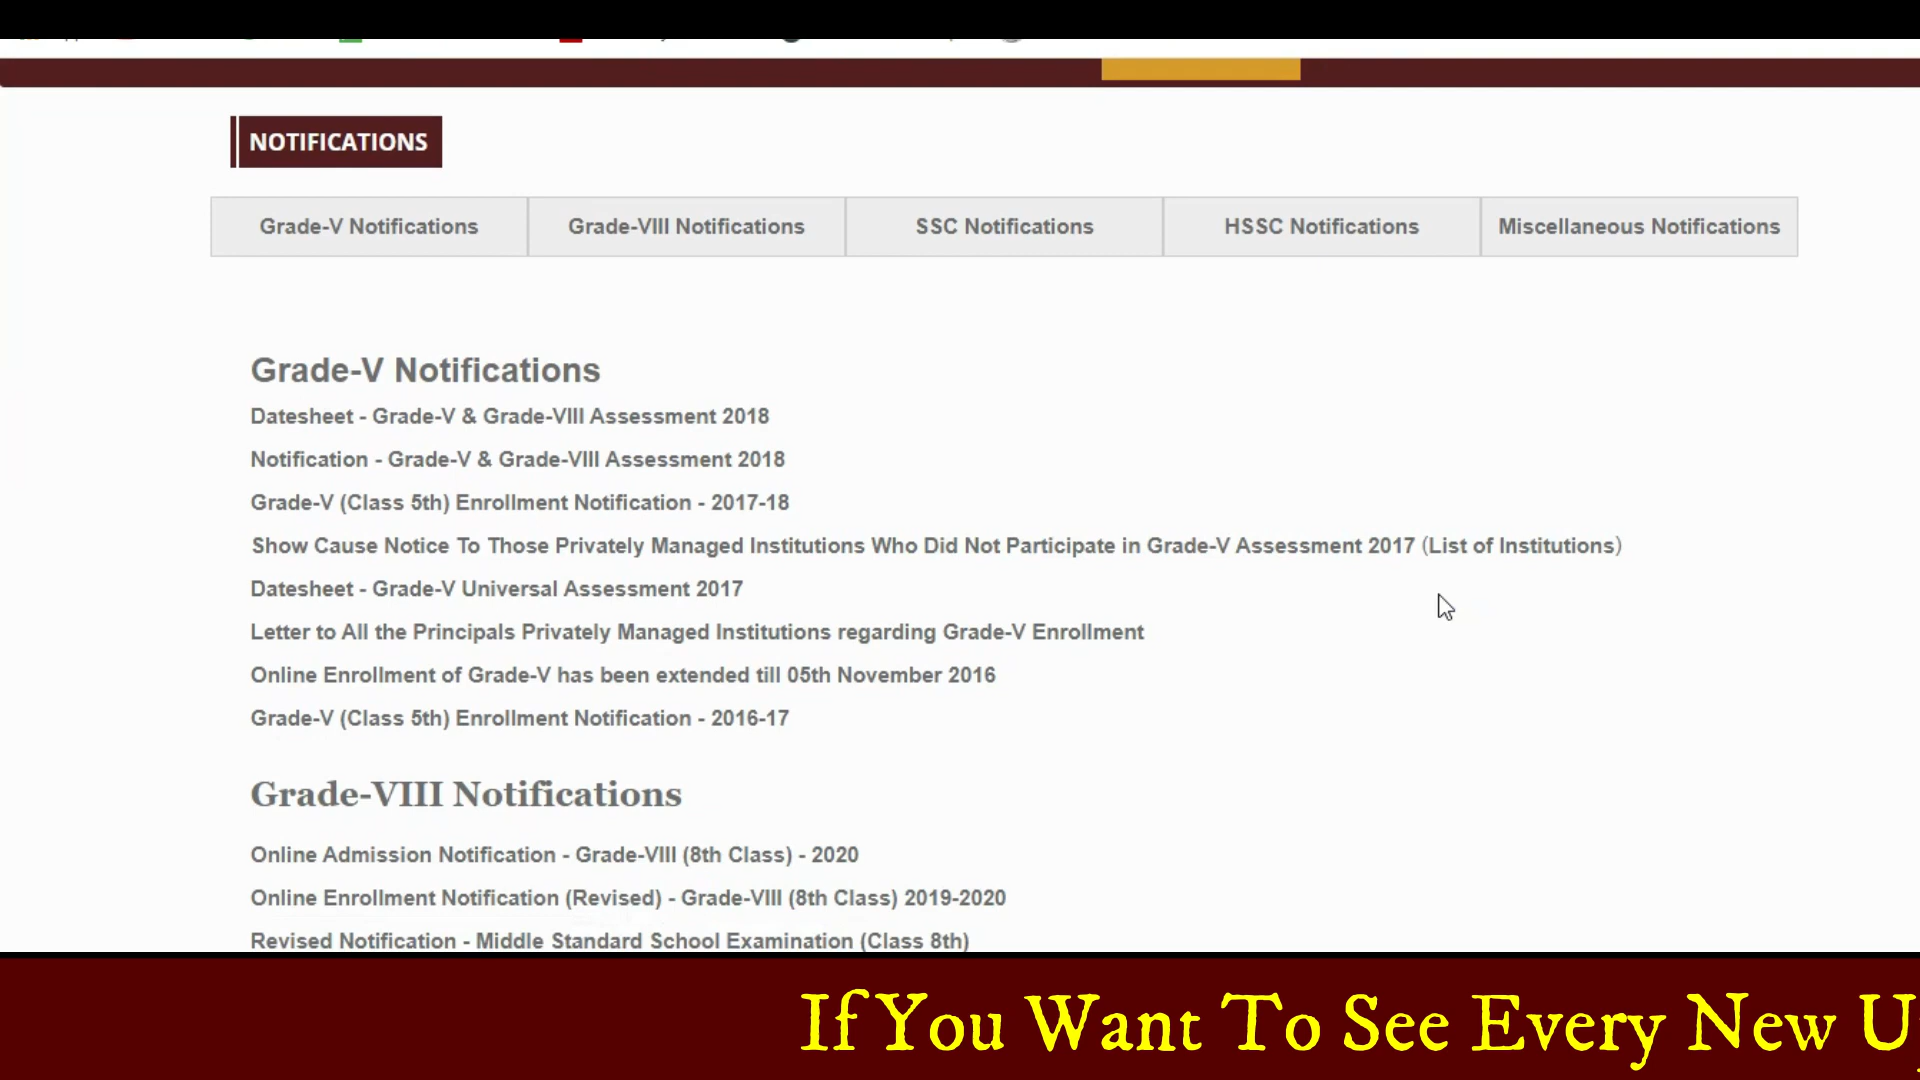 NOTIFICATIONS
Grade-V Notifications
Grade-VIII Notifications
SSC Notifications
HSSC Notifications
Miscellaneous Notifications
Grade-V Notifications
Datesheet - Grade-V & Grade-VIII Assessment 2018
Notification - Grade-V & Grade-VIII Assessment 2018
Grade-V (Class 5th) Enrollment Notification - 2017-18
Show Cause Notice To Those Privately Managed Institutions Who Did Not Participate in Grade-V Assessment 2017 (List of Institutions)
Datesheet - Grade-V Universal Assessment 2017
Letter to All the Principals Privately Managed Institutions regarding Grade-V Enrollment
Online Enrollment of Grade-V has been extended till 05th November 2016
Grade-V (Class 5th) Enrollment Notification - 2016-17
Grade-VIII Notifications
Online Admission Notification - Grade-VIII (8th Class) - 2020
Online Enrollment Notification (Revised) - Grade-VIII (8th Class) 2019-2020
Revised Notification - Middle Standard School Examination (Class 8th)
If You Want To See Every New